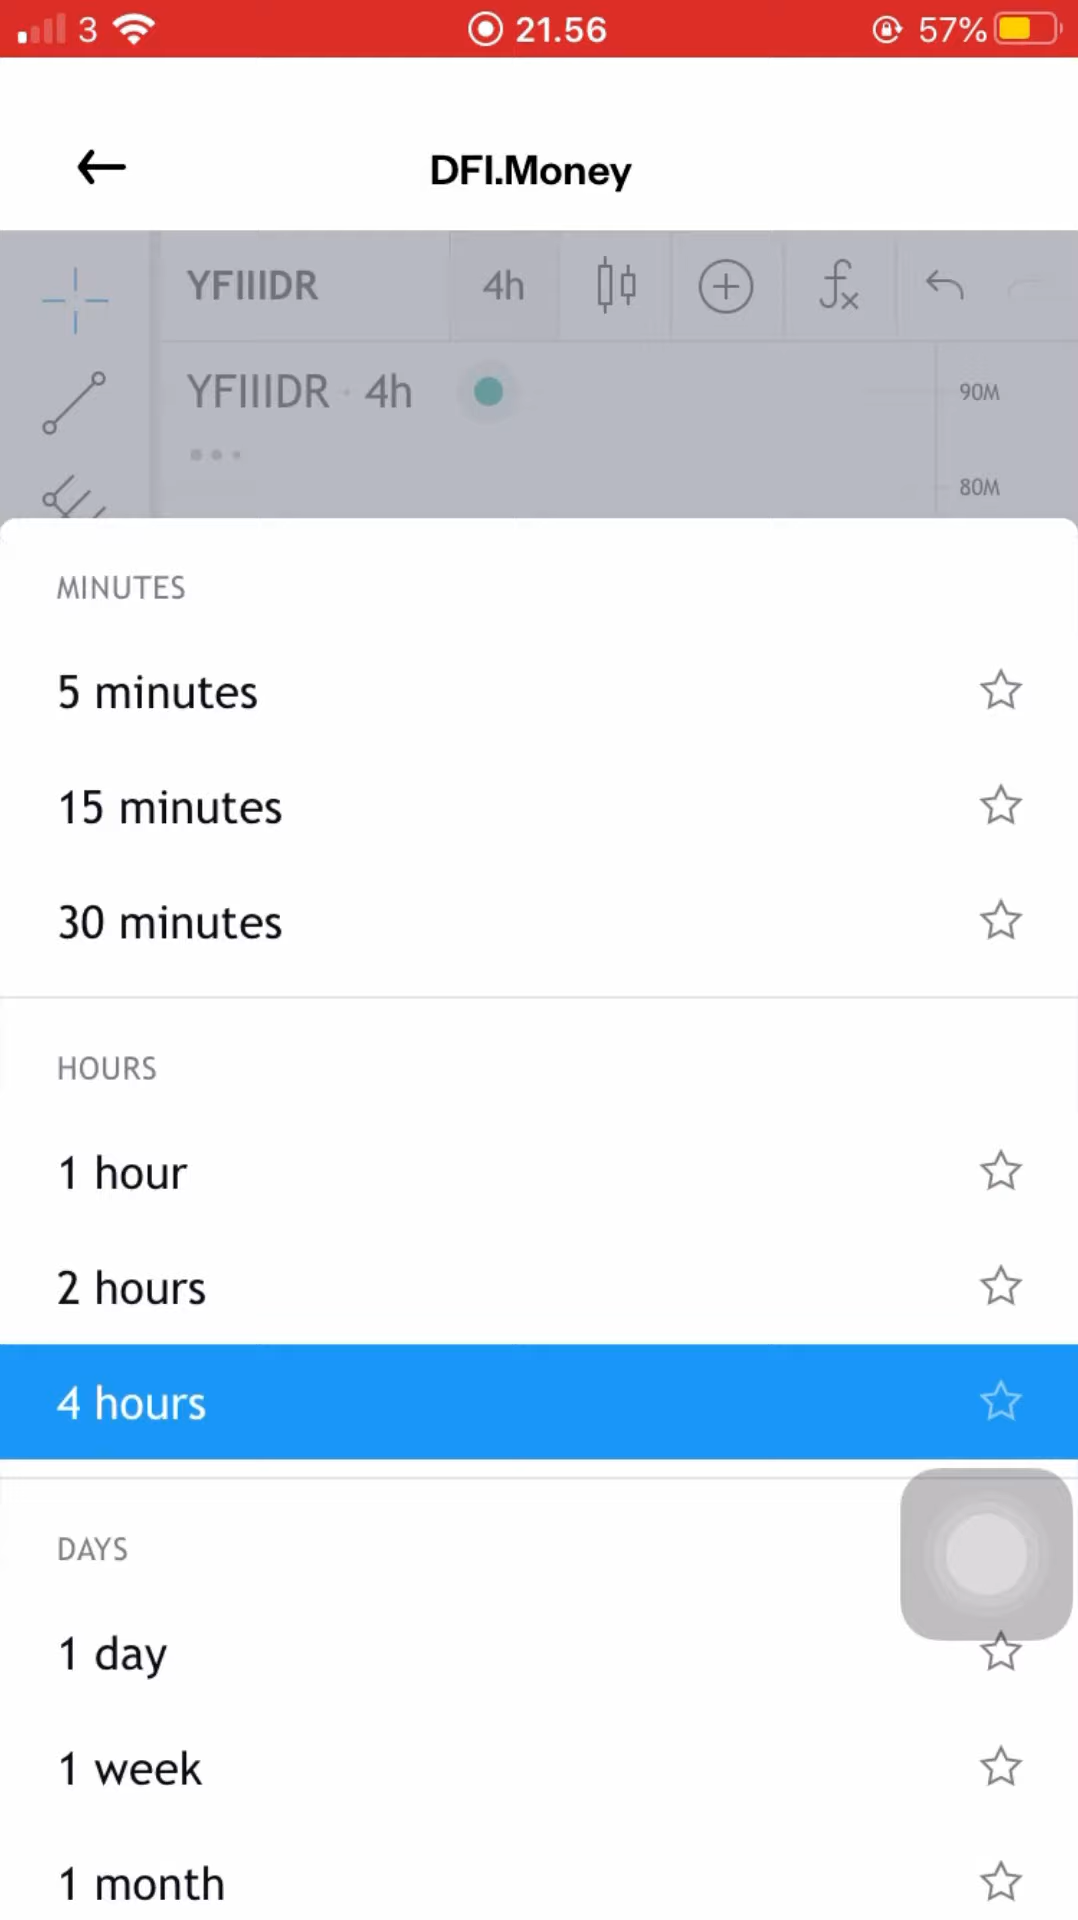 3 21.56 57%
DFI.Money
YFIIIDR 4h fx
YFIIIDR · 4h
90M
80M
MINUTES
5 minutes
15 minutes
30 minutes
HOURS
1 hour
2 hours
4 hours
DAYS
1 day
1 week
1 month